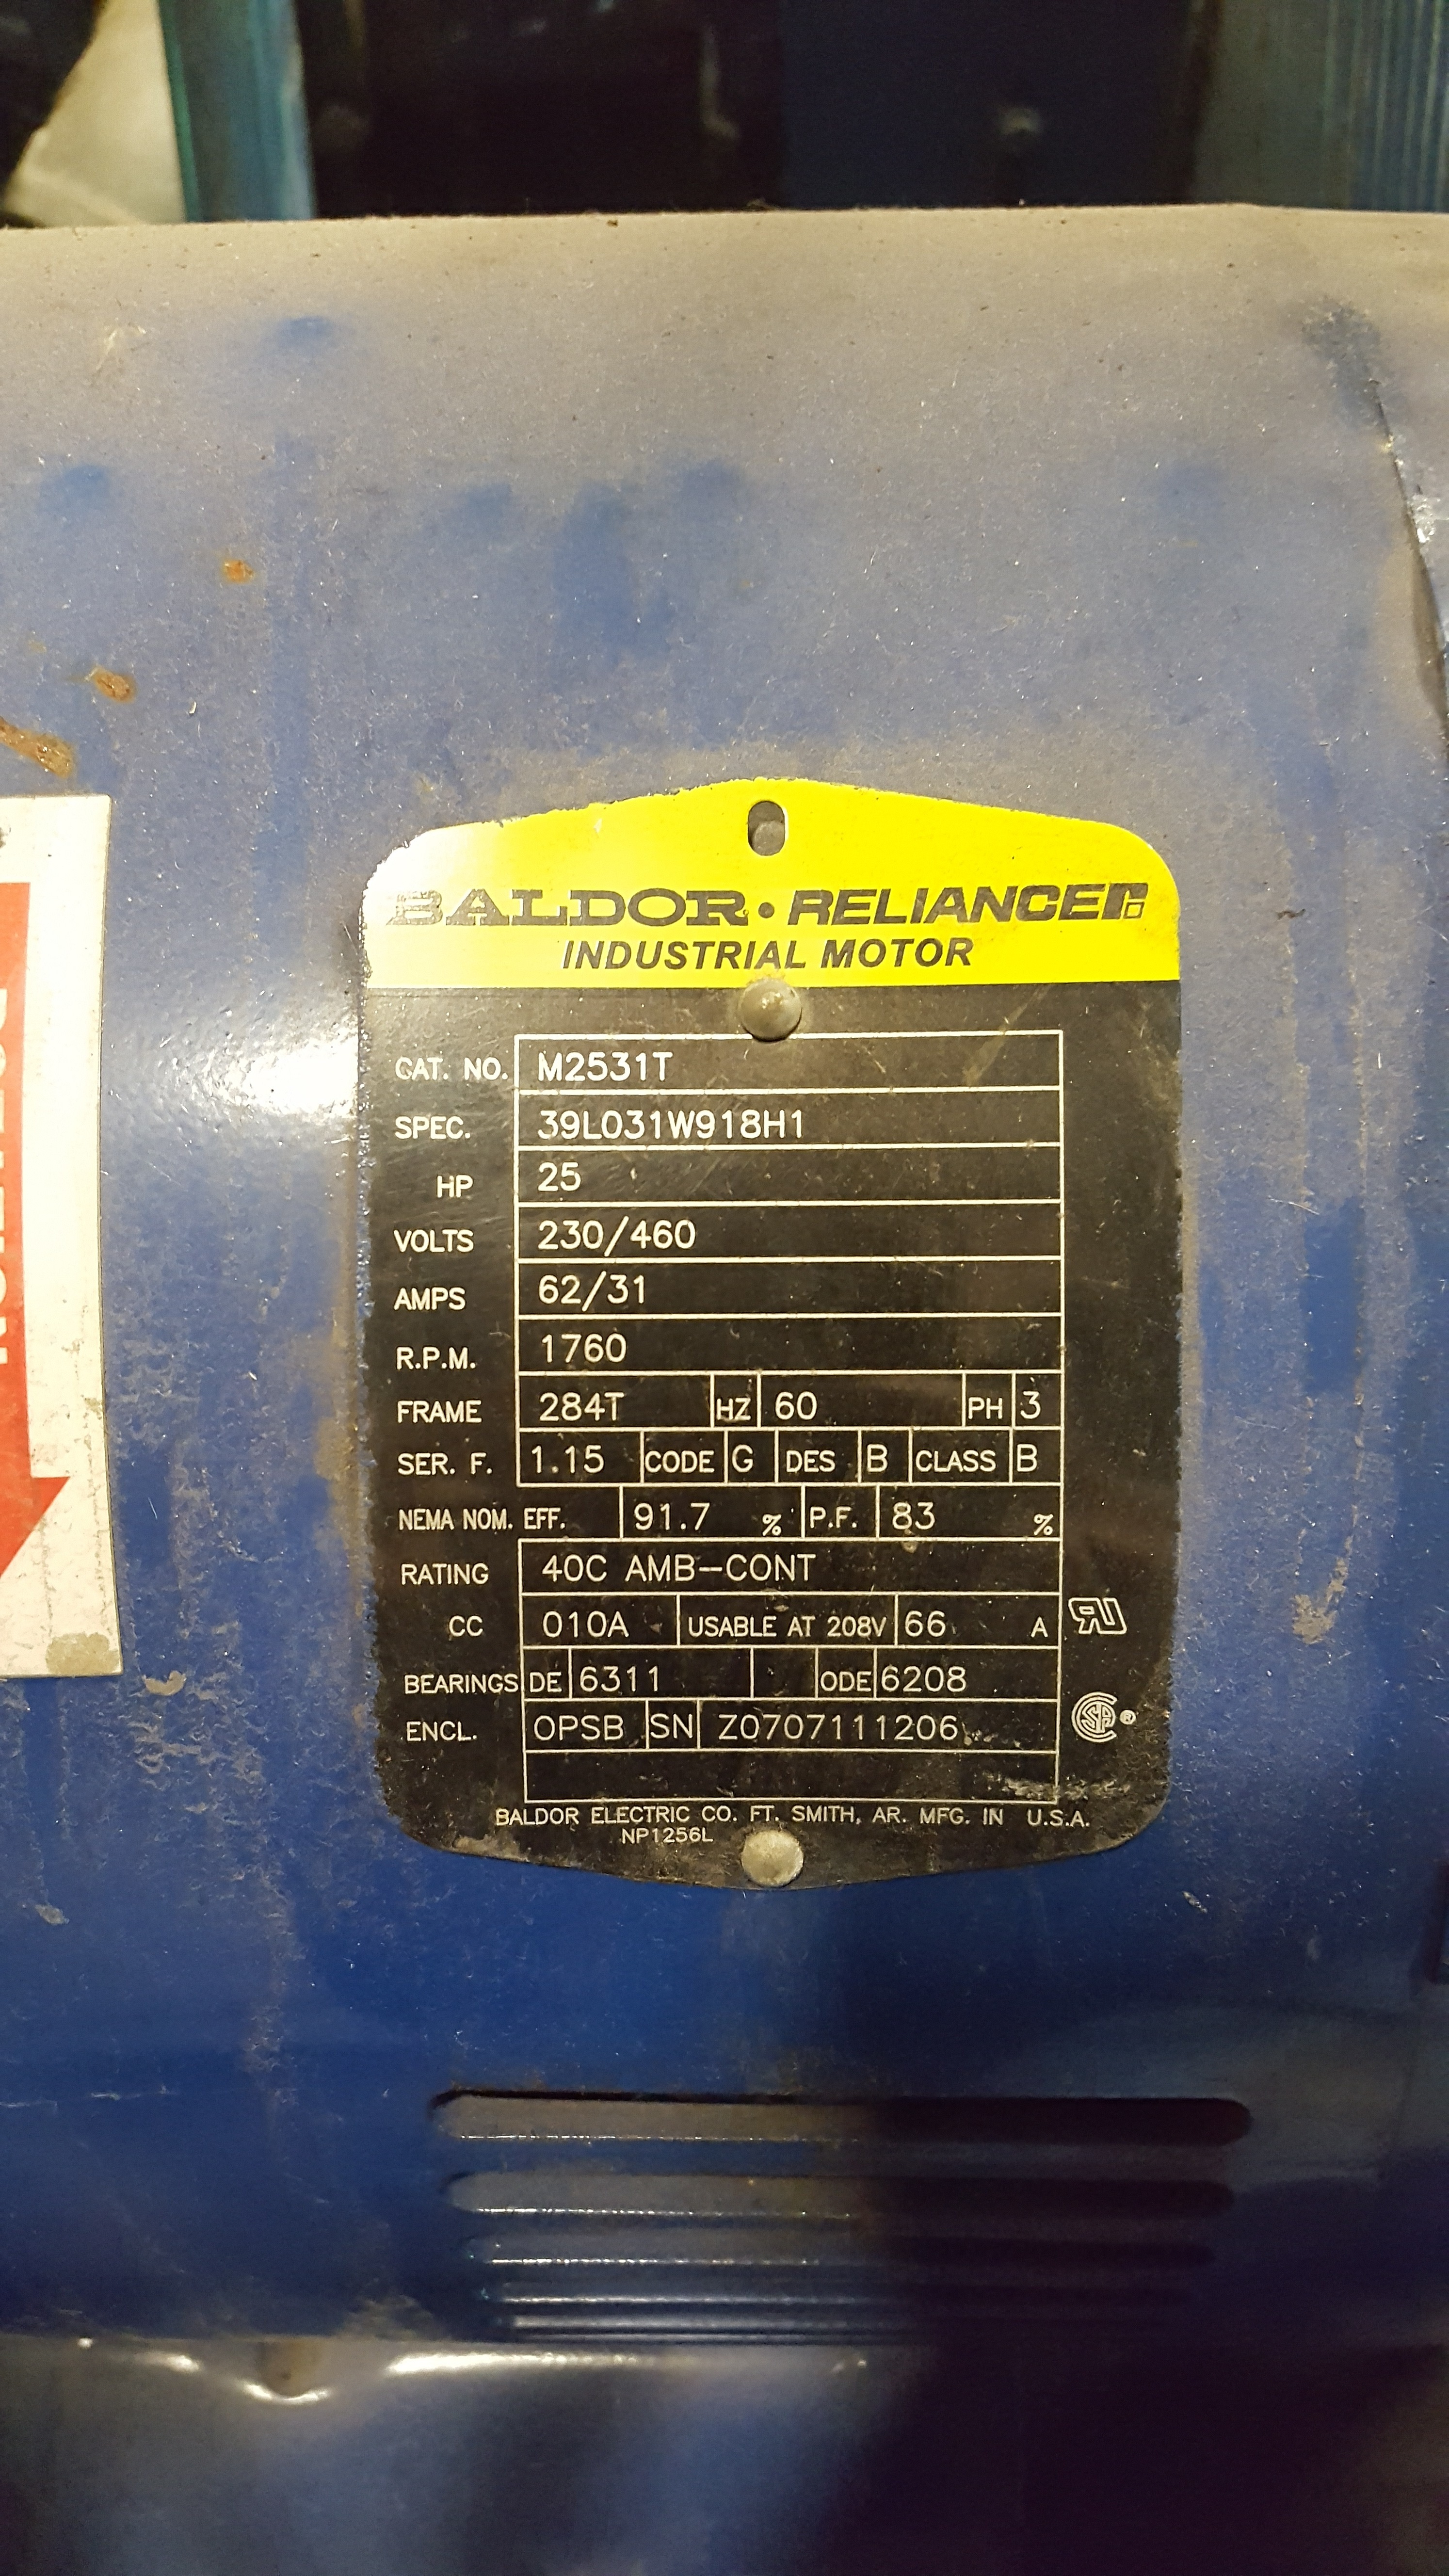 BALDOR • RELIANCER
INDUSTRIAL MOTOR
CAT. NO. M2531T
SPEC. 39L031W918H1
HP 25
VOLTS 230/460
AMPS 62/31
R.P.M. 1760
FRAME 284T HZ 60 PH 3
SER. F. 1.15 CODE G DES B CLASS B
NEMA NOM. EFF. 91.7 % P.F. 83 %
RATING 40C AMB-CONT
CC 010A USABLE AT 208V 66 A
BEARINGS DE 6311 ODE 6208
ENCL. OPSB SN Z0707111206
BALDOR ELECTRIC CO. FT. SMITH, AR. MFG. IN U.S.A.
NP1256L